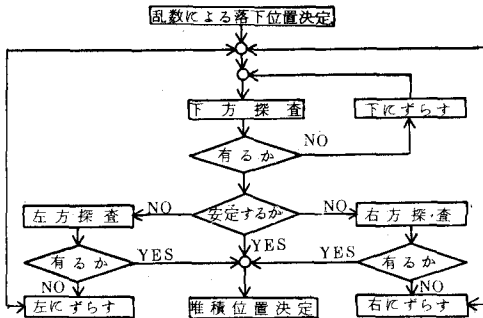 乱数による落下位置決定
下方探査
下にずらす
有るか
NO
安定するか
NO
NO
左方探査
右方探・査
YES
有るか
YES
YES
有るか
NO
NO
左にずらす
堆積位置決定
右にずらす